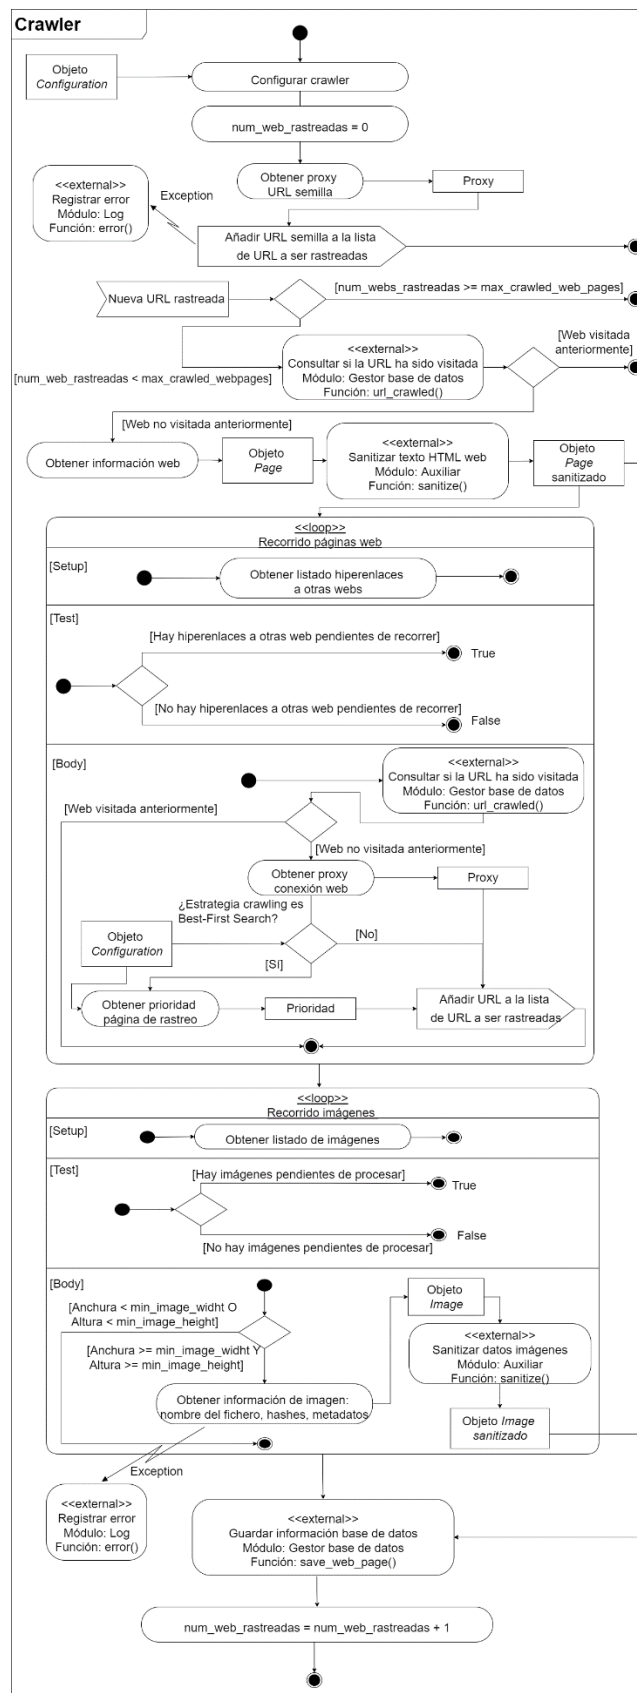 Crawler
Objeto
Configuration
Configurar crawler
num_web_rastreadas = 0
<<external>>
Registrar error
Módulo: Log
Función: error()
Exception
Obtener proxy
URL semilla
Proxy
Añadir URL semilla a la lista
de URL a ser rastreadas
Nueva URL rastreada
[num_webs_rastreadas >= max_crawled_web_pages]
[num_web_rastreadas < max_crawled_webpages]
<<external>>
Consultar si la URL ha sido visitada
Módulo: Gestor base de datos
Función: url_crawled()
[Web visitada
anteriormente]
[Web no visitada anteriormente]
Obtener información web
Objeto
Page
<<external>>
Sanitizar texto HTML web
Módulo: Auxiliar
Función: sanitize()
Objeto
Page
sanitizado
<<loop>>
Recorrido páginas web
[Setup]
Obtener listado hiperenlaces
a otras webs
[Test]
[Hay hiperenlaces a otras web pendientes de recorrer]
True
[No hay hiperenlaces a otras web pendientes de recorrer]
False
[Body]
<<external>>
Consultar si la URL ha sido visitada
Módulo: Gestor base de datos
Función: url_crawled()
[Web visitada anteriormente]
[Web no visitada anteriormente]
Obtener proxy
conexión web
Proxy
¿Estrategia crawling es
Best-First Search?
Objeto
Configuration
[No]
[Sí]
Obtener prioridad
página de rastreo
Prioridad
Añadir URL a la lista
de URL a ser rastreadas
<<loop>>
Recorrido imágenes
[Setup]
Obtener listado de imágenes
[Test]
[Hay imágenes pendientes de procesar]
True
[No hay imágenes pendientes de procesar]
False
[Body]
[Anchura < min_image_widht O
Altura < min_image_height]
[Anchura >= min_image_widht Y
Altura >= min_image_height]
Objeto
Image
<<external>>
Sanitizar datos imágenes
Módulo: Auxiliar
Función: sanitize()
Obtener información de imagen:
nombre del fichero, hashes, metadatos
Objeto Image
sanitizado
Exception
<<external>>
Registrar error
Módulo: Log
Función: error()
<<external>>
Guardar información base de datos
Módulo: Gestor base de datos
Función: save_web_page()
num_web_rastreadas = num_web_rastreadas + 1